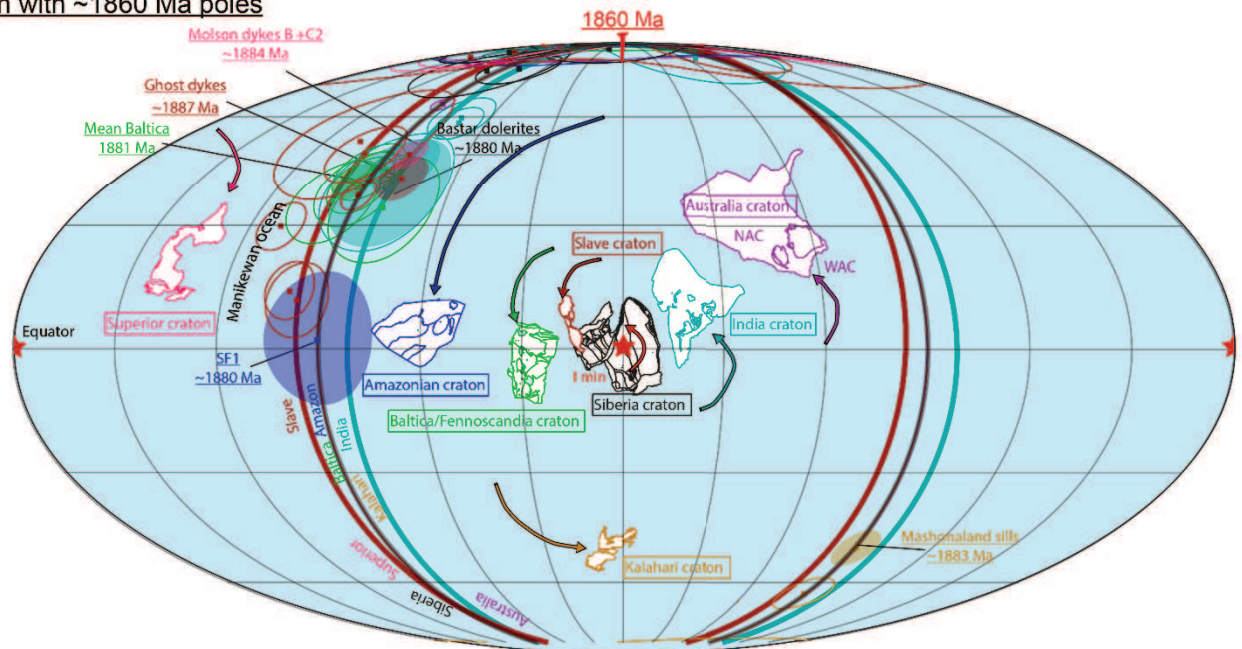 n with ~1860 Ma poles
1860 Ma
Molson dykes B +C2
~1884 Ma
Ghost dykes
~1887 Ma
Mean Baltica
1881 Ma
Bastar dolerites
~1880 Ma
Australia craton
NAC
WAC
Manikewan ocean
Slave craton
Superior craton
India craton
Equator
SF1
~1880 Ma
Amazonian craton
I min
Siberia craton
Baltica/Fennoscandia craton
Slave
Amazon
India
Baltica
Kalahari
Mashonaland sills
~1883 Ma
Kalahari craton
Superior
Siberia
Australia